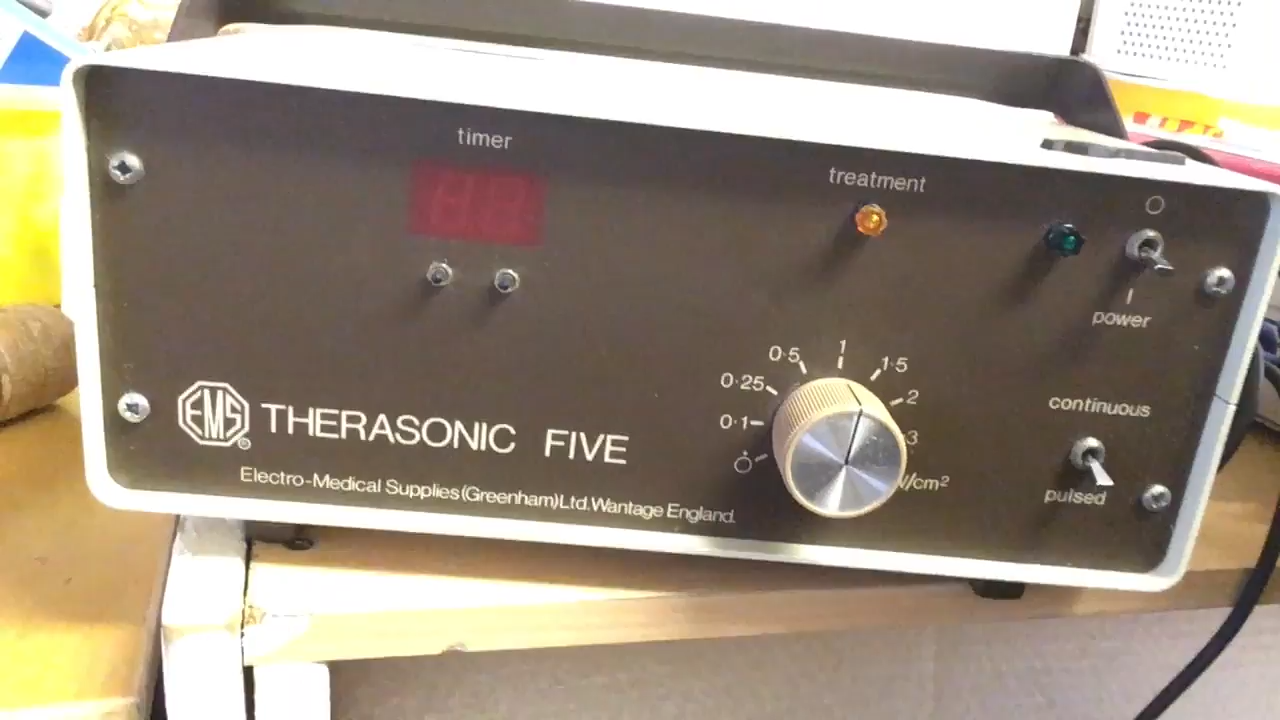 timer
treatment
power
0·5
1
1·5
0·25
2
0·1
3
W/cm²
continuous
pulsed
EMS
THERASONIC FIVE
Electro-Medical Supplies (Greenham) Ltd. Wantage England.